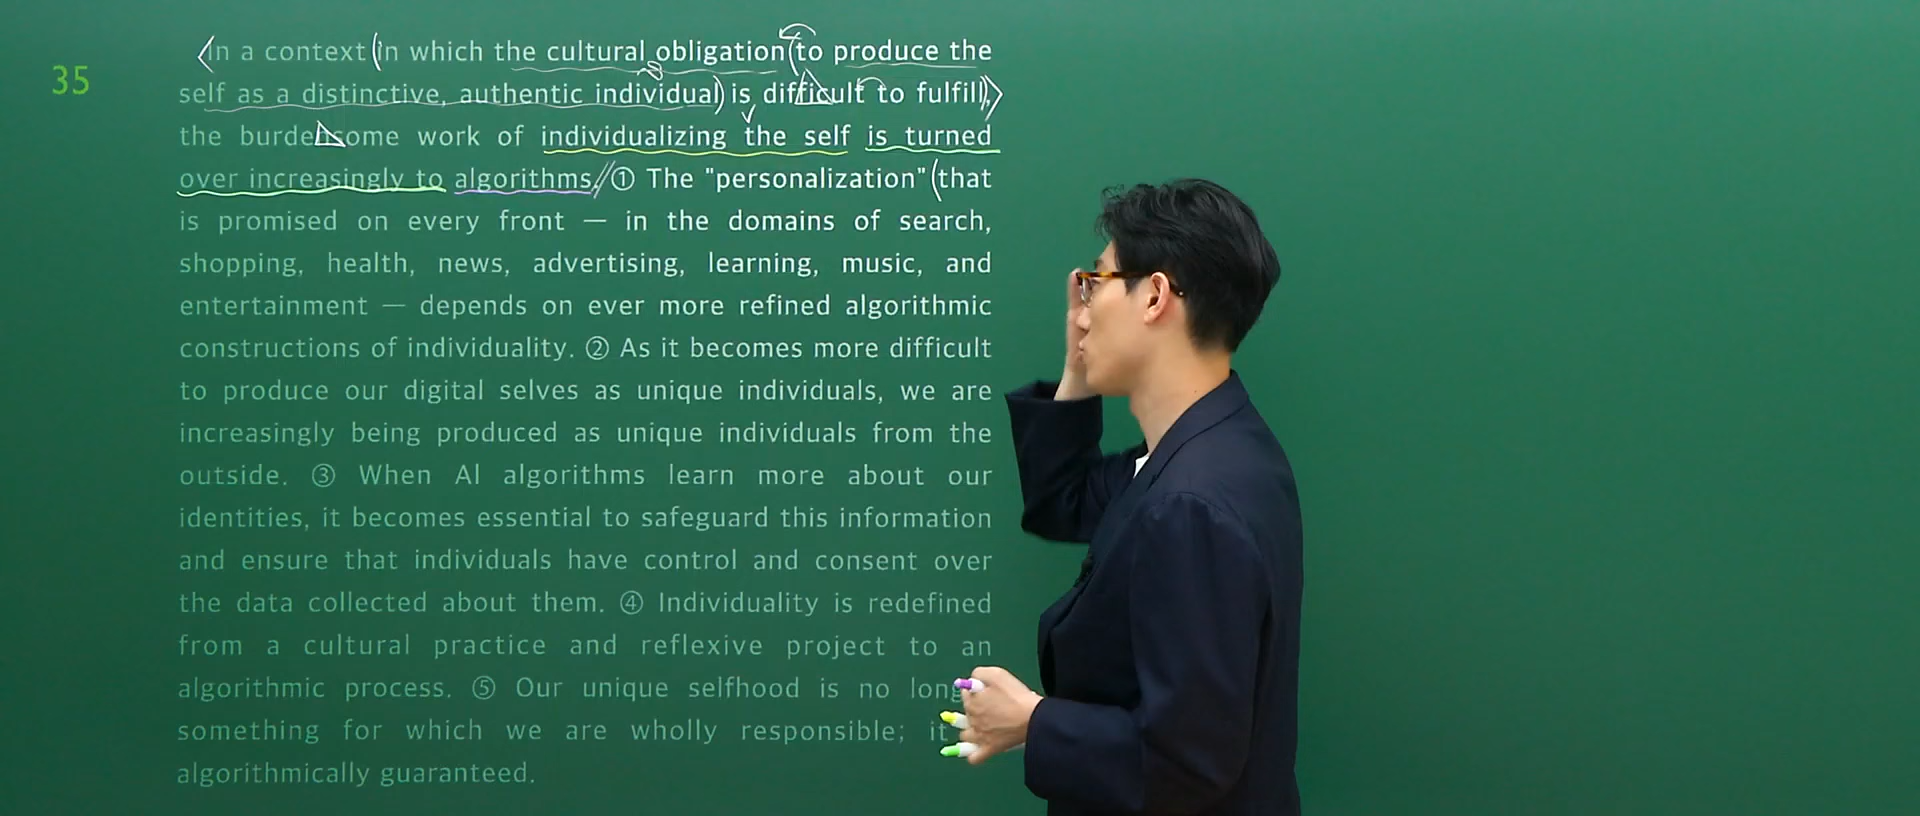 35
In a context in which the cultural obligation to produce the
self as a distinctive, authentic individual is difficult to fulfill,
the burdensome work of individualizing the self is turned
over increasingly to algorithms. ① The "personalization" that
is promised on every front — in the domains of search,
shopping, health, news, advertising, learning, music, and
entertainment — depends on ever more refined algorithmic
constructions of individuality. ② As it becomes more difficult
to produce our digital selves as unique individuals, we are
increasingly being produced as unique individuals from the
outside. ③ When AI algorithms learn more about our
identities, it becomes essential to safeguard this information
and ensure that individuals have control and consent over
the data collected about them. ④ Individuality is redefined
from a cultural practice and reflexive project to an
algorithmic process. ⑤ Our unique selfhood is no
something for which we are wholly responsible; it
algorithmically guaranteed.